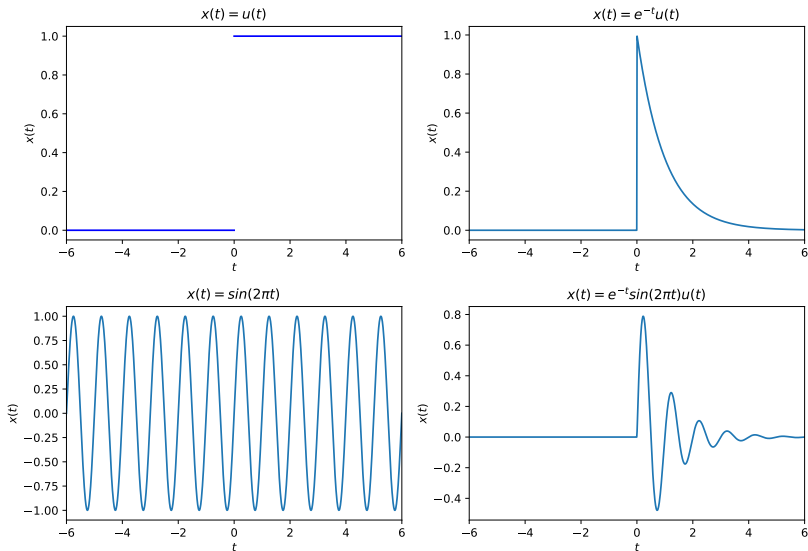 x(t) = u(t)
1.0
0.8
0.6
0.4
0.2
0.0
x(t)
−6 −4 −2 0 2 4 6
t
x(t) = e⁻ᵗu(t)
1.0
0.8
0.6
0.4
0.2
0.0
x(t)
−6 −4 −2 0 2 4 6
t
x(t) = sin(2πt)
1.00
0.75
0.50
0.25
0.00
−0.25
−0.50
−0.75
−1.00
x(t)
−6 −4 −2 0 2 4 6
t
x(t) = e⁻ᵗsin(2πt)u(t)
0.8
0.6
0.4
0.2
0.0
−0.2
−0.4
x(t)
−6 −4 −2 0 2 4 6
t